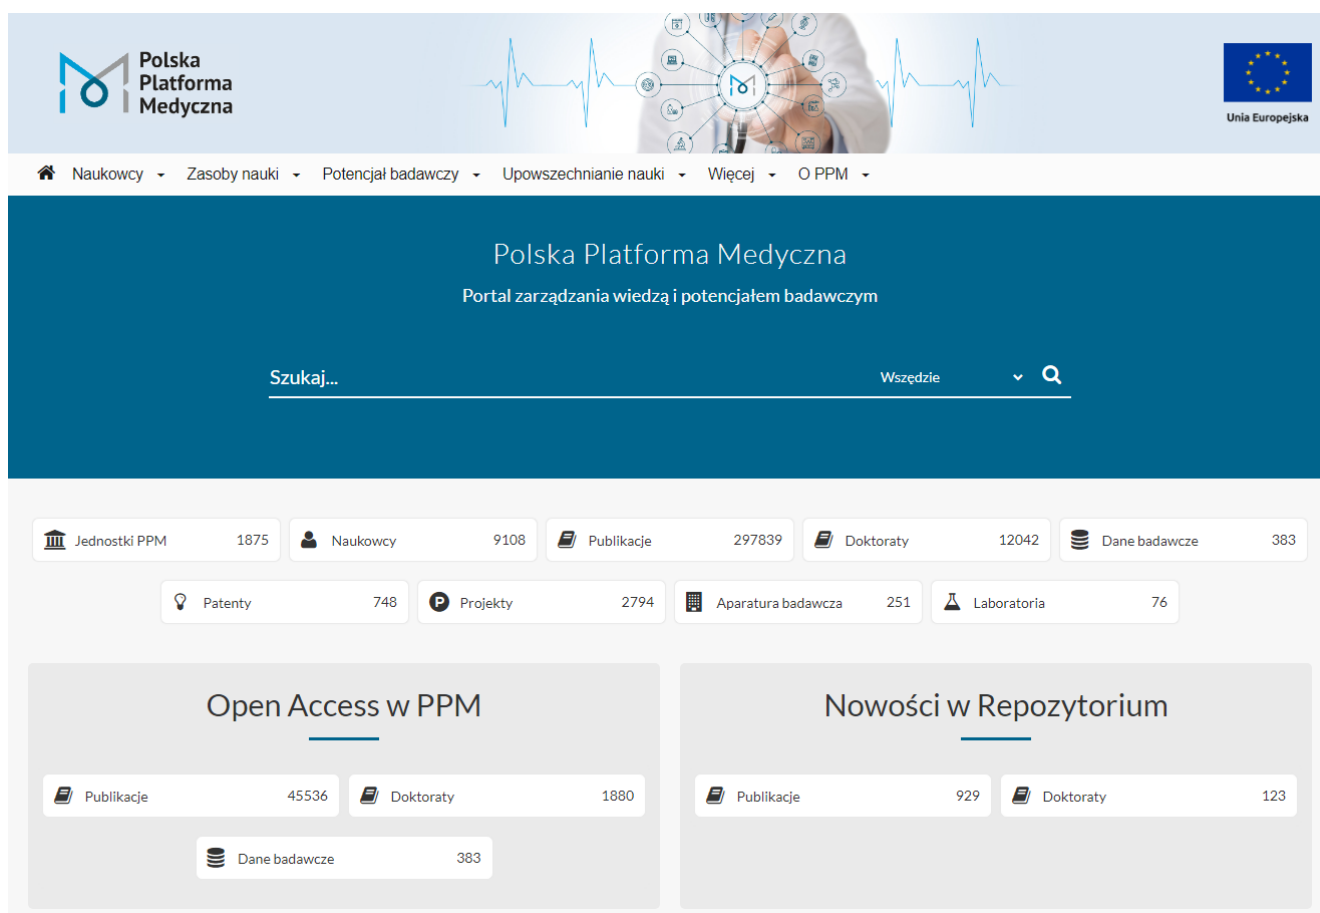 Polska
Platforma
Medyczna
Unia Europejska
Naukowcy Zasoby nauki Potencjał badawczy Upowszechnianie nauki Więcej O PPM
Polska Platforma Medyczna
Portal zarządzania wiedzą i potencjałem badawczym
Szukaj... Wszędzie
Jednostki PPM 1875 Naukowcy 9108 Publikacje 297839 Doktoraty 12042 Dane badawcze 383
Patenty 748 P Projekty 2794 Aparatura badawcza 251 Laboratoria 76
Open Access w PPM
Publikacje 45536 Doktoraty 1880
Dane badawcze 383
Nowości w Repozytorium
Publikacje 929 Doktoraty 123